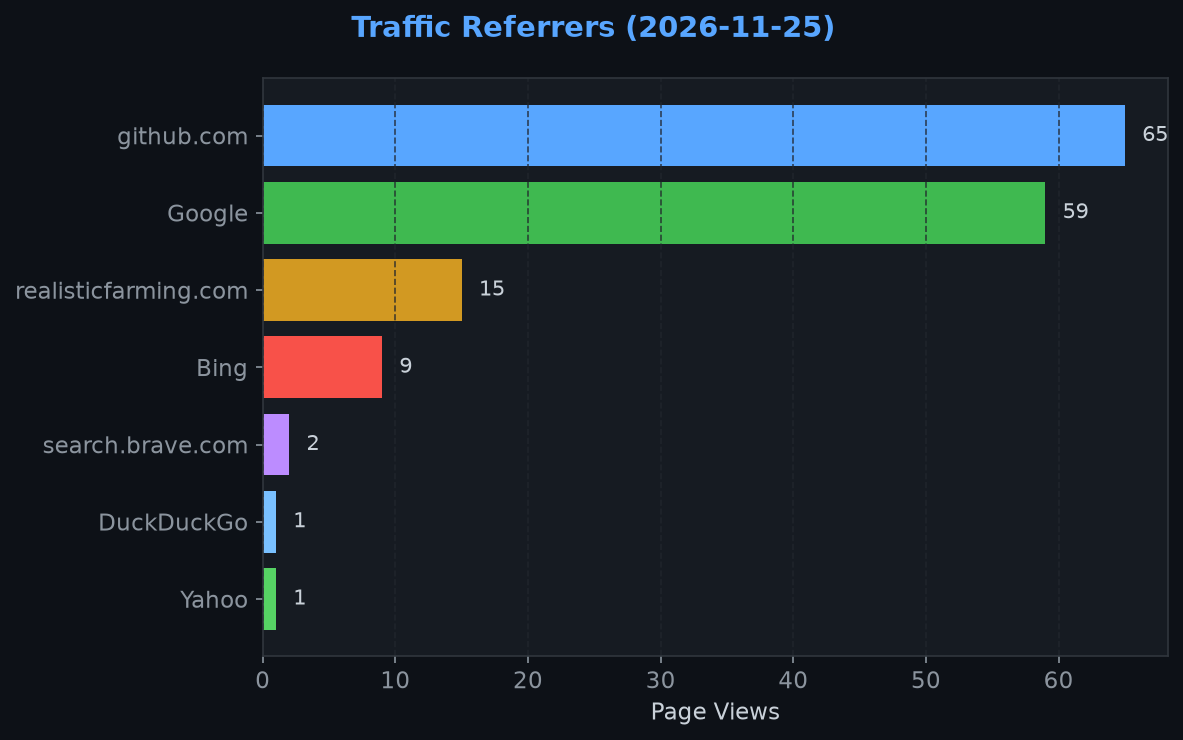 Traffic Referrers (2026-11-25)
github.com 65
Google 59
realisticfarming.com 15
Bing 9
search.brave.com 2
DuckDuckGo 1
Yahoo 1
0 10 20 30 40 50 60
Page Views